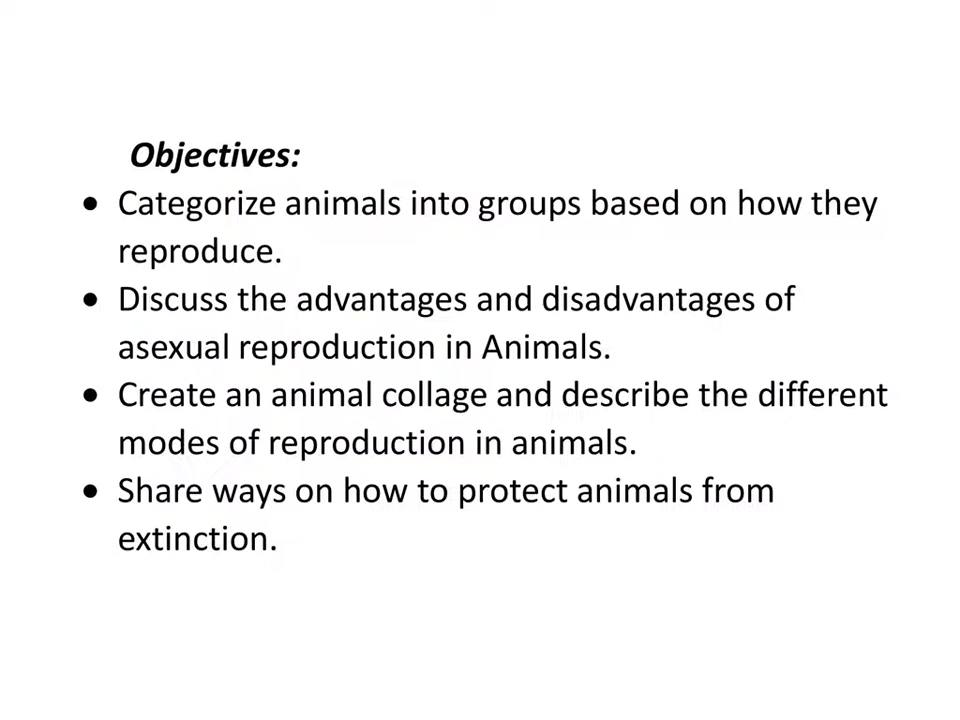 Objectives:
• Categorize animals into groups based on how they
reproduce.
• Discuss the advantages and disadvantages of
asexual reproduction in Animals.
• Create an animal collage and describe the different
modes of reproduction in animals.
• Share ways on how to protect animals from
extinction.